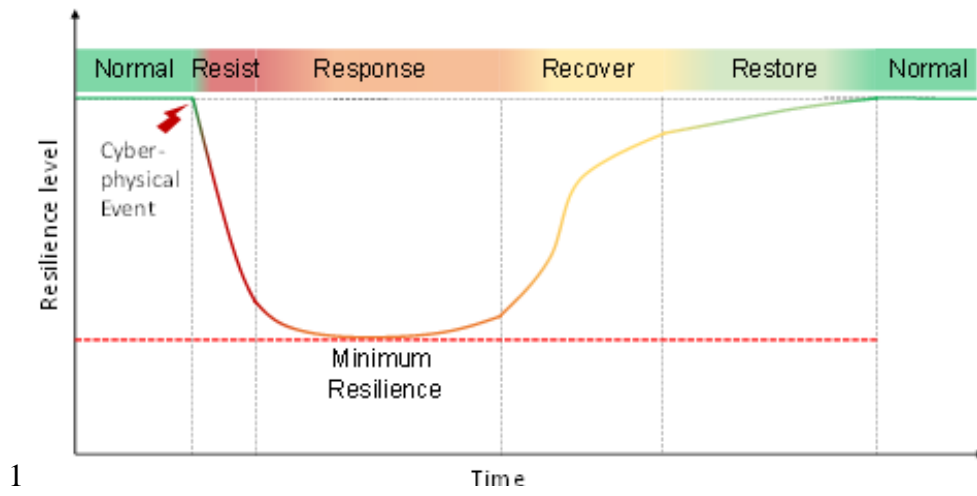 Normal Resist Response Recover Restore Normal
Cyber-
physical
Event
Resilience level
Minimum
Resilience
1
Time